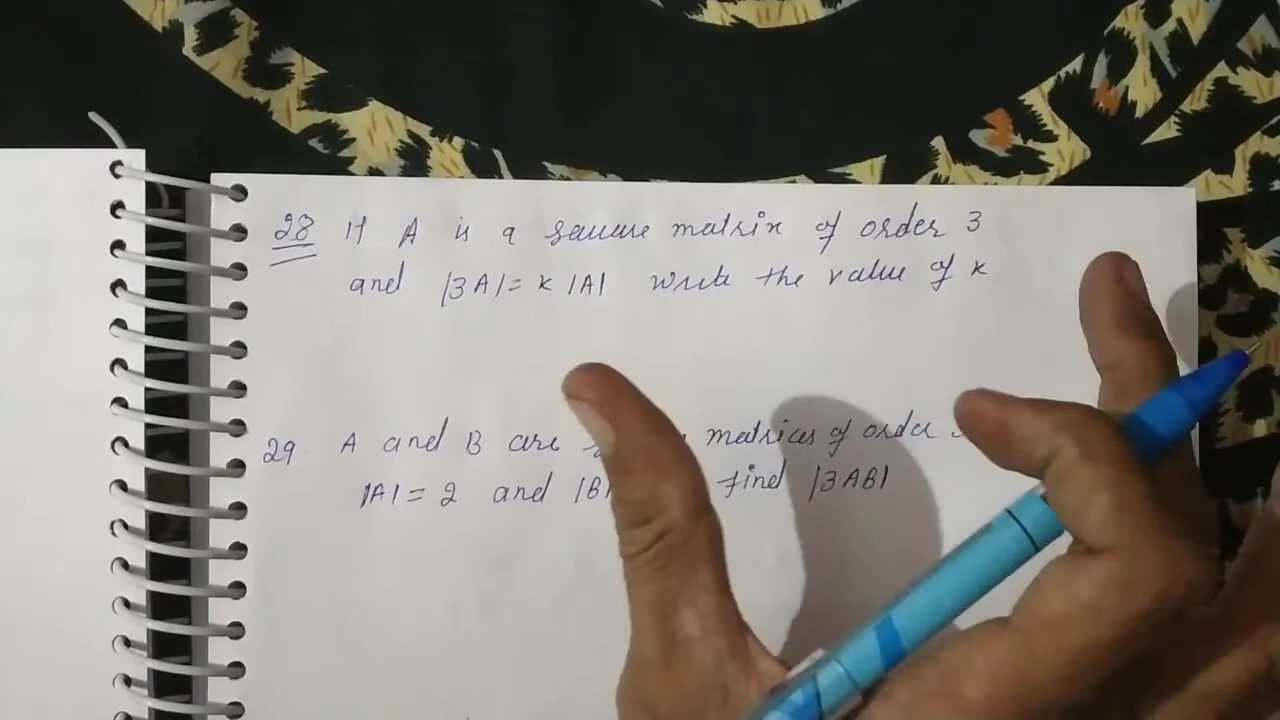 28 If A is a square matrix of order 3
and |3A| = K |A| write the value of K
29 A and B are matrices of order
|A| = 2 and |B| find |3AB|